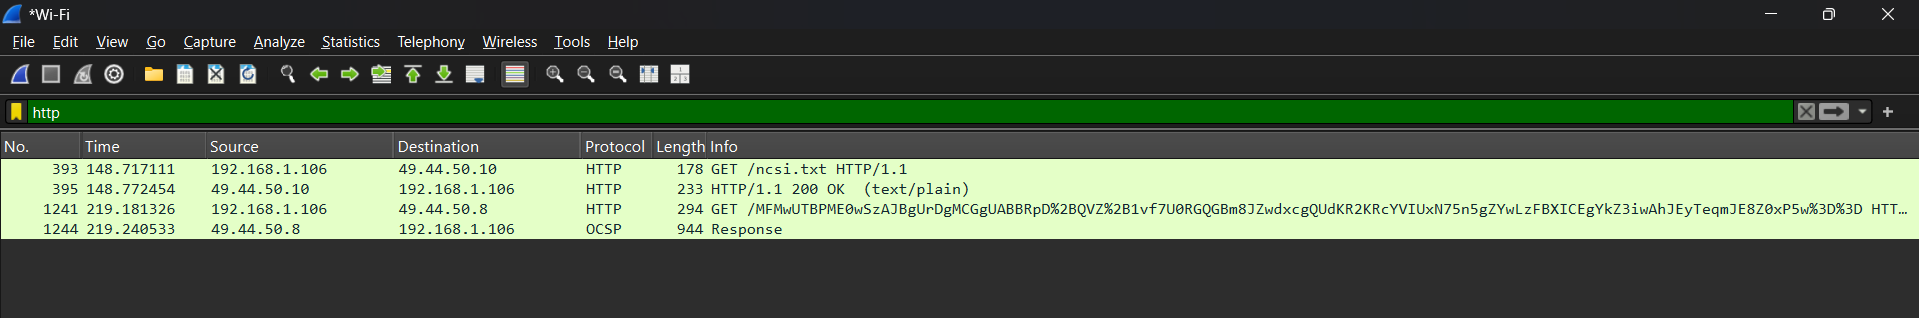 *Wi-Fi
File Edit View Go Capture Analyze Statistics Telephony Wireless Tools Help
http
No. Time Source Destination Protocol Length Info
393 148.717111 192.168.1.106 49.44.50.10 HTTP 178 GET /ncsi.txt HTTP/1.1
395 148.772454 49.44.50.10 192.168.1.106 HTTP 233 HTTP/1.1 200 OK (text/plain)
1241 219.181326 192.168.1.106 49.44.50.8 HTTP 294 GET /MFMwUTBPME0wSzAJBgUrDgMCGgUABBRpD%2BQVZ%2B1vf7U0RGQGBm8JZwdxcgQUdKR2KRcYVIUxN75n5gZYwLzFBXICEgYkZ3iwAhJEyTeqmJE8Z0xP5w%3D%3D HTT…
1244 219.240533 49.44.50.8 192.168.1.106 OCSP 944 Response